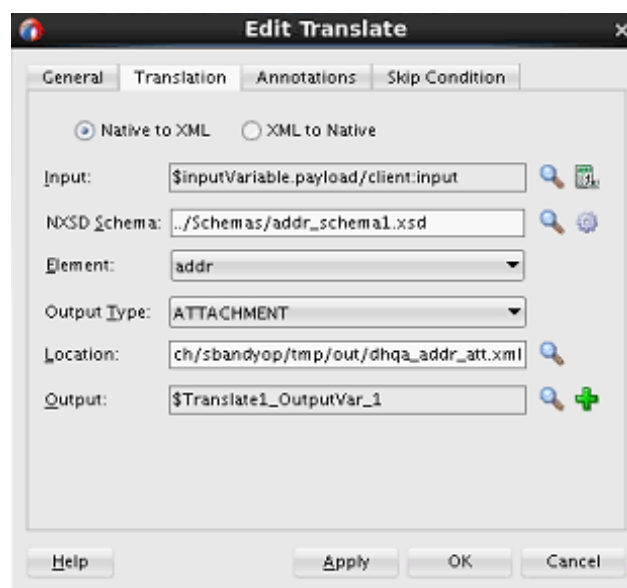 Edit Translate
General Translation Annotations Skip Condition
Native to XML XML to Native
Input: $inputVariable.payload/client:input
NXSD Schema: ../Schemas/addr_schema1.xsd
Element: addr
Output Type: ATTACHMENT
Location: ch/sbandyop/tmp/out/dhqa_addr_att.xml
Output: $Translate1_OutputVar_1
Help Apply OK Cancel